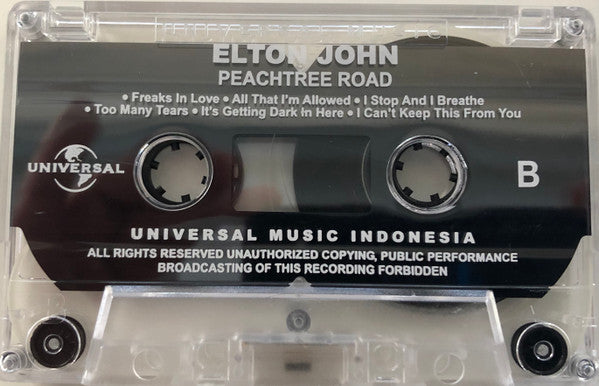 ELTON JOHN
PEACHTREE ROAD
• Freaks In Love • All That I'm Allowed • I Stop And I Breathe
• Too Many Tears • It's Getting Dark In Here • I Can't Keep This From You
UNIVERSAL
B
UNIVERSAL MUSIC INDONESIA
ALL RIGHTS RESERVED UNAUTHORIZED COPYING, PUBLIC PERFORMANCE
BROADCASTING OF THIS RECORDING FORBIDDEN